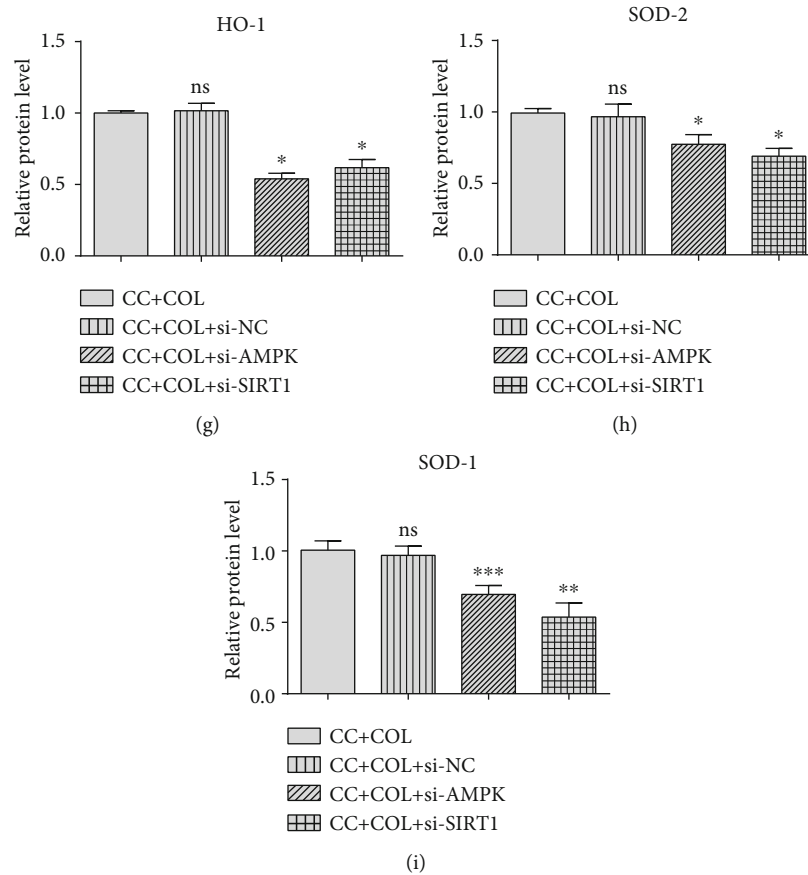 HO-1
Relative protein level
1.5
1.0
0.5
0.0
ns
*
*
CC+COL
CC+COL+si-NC
CC+COL+si-AMPK
CC+COL+si-SIRT1
(g)
SOD-2
Relative protein level
1.5
1.0
0.5
0.0
ns
*
*
CC+COL
CC+COL+si-NC
CC+COL+si-AMPK
CC+COL+si-SIRT1
(h)
SOD-1
Relative protein level
1.5
1.0
0.5
0.0
ns
***
**
CC+COL
CC+COL+si-NC
CC+COL+si-AMPK
CC+COL+si-SIRT1
(i)